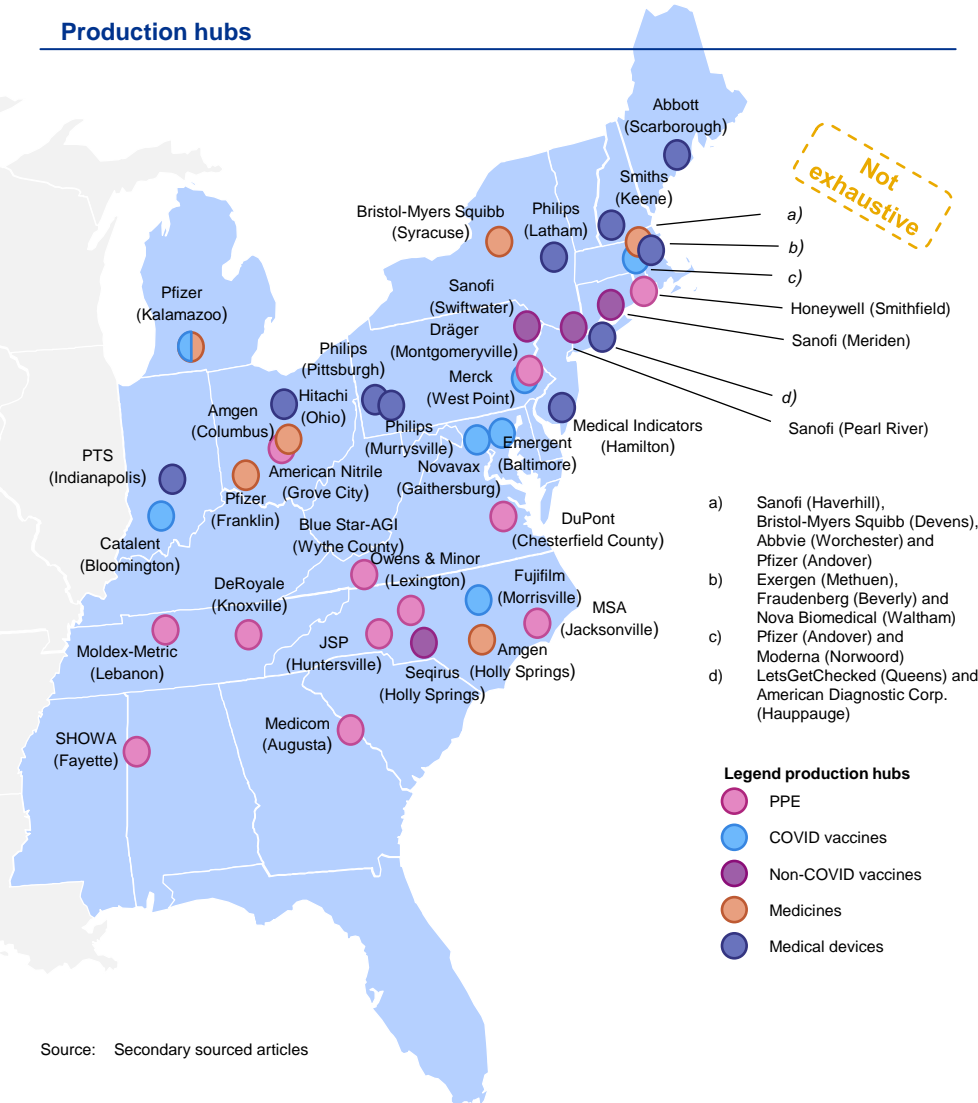 Production hubs
Abbott
(Scarborough)
Not
exhaustive
Smiths
(Keene)
Bristol-Myers Squibb
(Syracuse)
Philips
(Latham)
a)
b)
c)
Pfizer
(Kalamazoo)
Sanofi
(Swiftwater)
Honeywell (Smithfield)
Dräger
(Montgomeryville)
Sanofi (Meriden)
Philips
(Pittsburgh)
Merck
(West Point)
d)
Hitachi
(Ohio)
Amgen
(Columbus)
Philips
(Murrysville)
Medical Indicators
(Hamilton)
Sanofi (Pearl River)
Emergent
(Baltimore)
PTS
(Indianapolis)
American Nitrile
(Grove City)
Novavax
(Gaithersburg)
Pfizer
(Franklin)
Blue Star-AGI
(Wythe County)
DuPont
(Chesterfield County)
Catalent
(Bloomington)
Owens & Minor
(Lexington)
Fujifilm
(Morrisville)
DeRoyale
(Knoxville)
MSA
(Jacksonville)
Moldex-Metric
(Lebanon)
JSP
(Huntersville)
Amgen
(Holly Springs)
Seqirus
(Holly Springs)
Medicom
(Augusta)
SHOWA
(Fayette)
a) Sanofi (Haverhill),
Bristol-Myers Squibb (Devens),
Abbvie (Worchester) and
Pfizer (Andover)
b) Exergen (Methuen),
Fraudenberg (Beverly) and
Nova Biomedical (Waltham)
c) Pfizer (Andover) and
Moderna (Norwoord)
d) LetsGetChecked (Queens) and
American Diagnostic Corp.
(Hauppauge)
Legend production hubs
PPE
COVID vaccines
Non-COVID vaccines
Medicines
Medical devices
Source: Secondary sourced articles